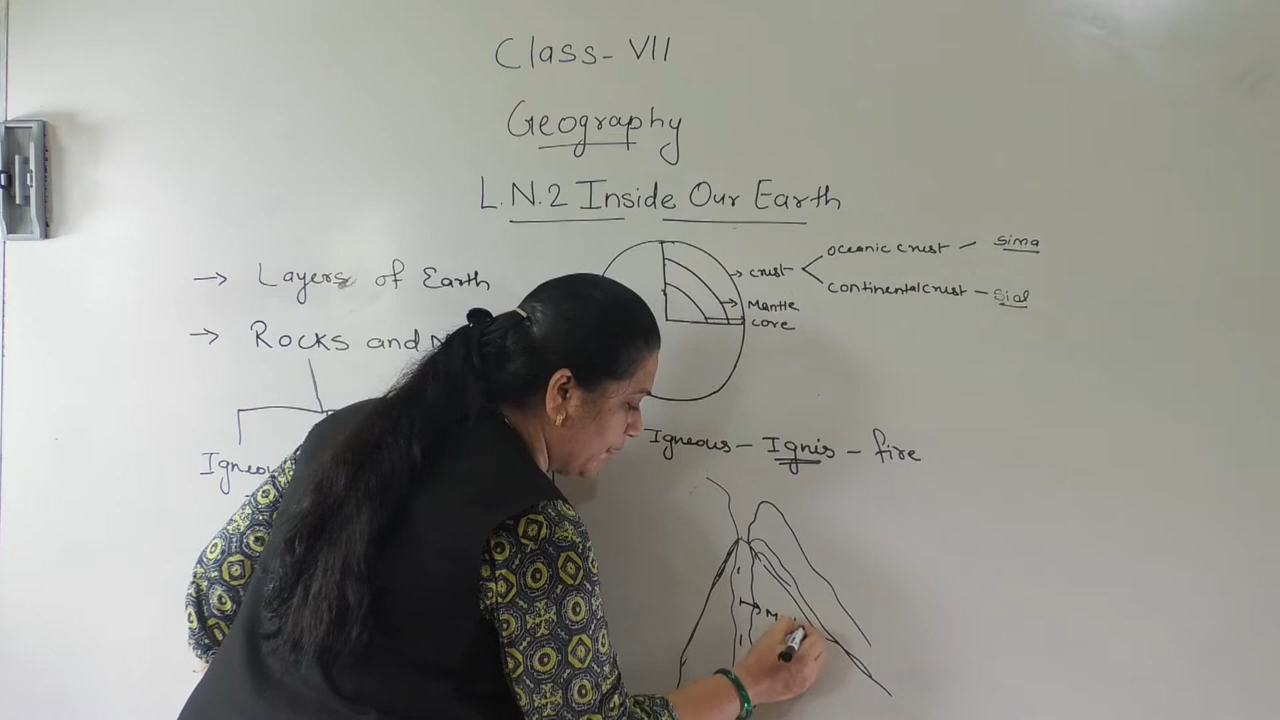 Class-VII
Geography
L.N.2 Inside Our Earth
→ Layers of Earth
oceanic crust - sima
crust
continental crust - Sial
Mantle
core
→ Rocks and
Igneous - Ignis - fire